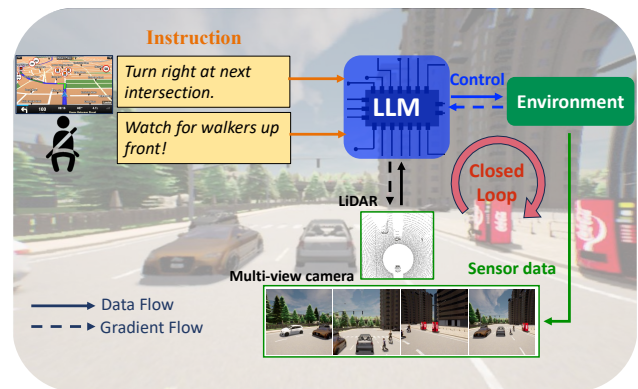 Instruction
Turn right at next
intersection.
Watch for walkers up
front!
LLM
Control
Environment
Closed
Loop
LiDAR
Multi-view camera
Sensor data
Data Flow
Gradient Flow